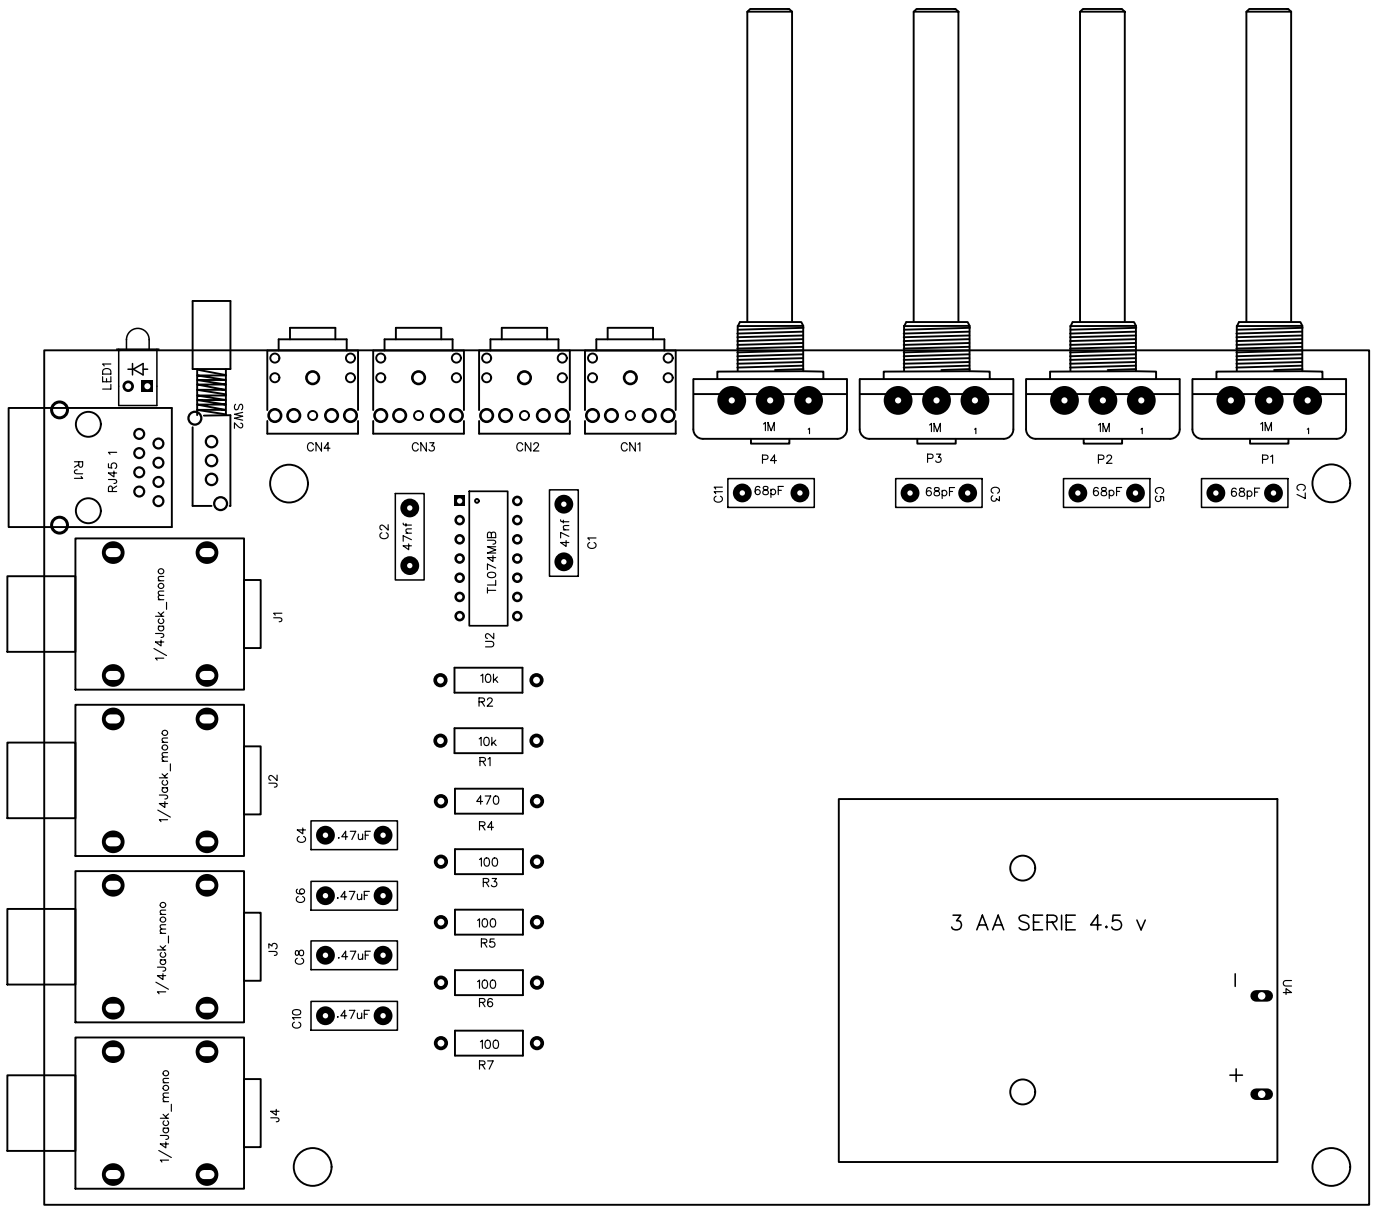 LED1
SW2
RJ1
RJ45 1
CN4
CN3
CN2
CN1
1M
1
P4
1M
1
P3
1M
1
P2
1M
1
P1
C11
68pF
68pF
C3
68pF
C5
68pF
C7
C2
47nf
TL074MJB
U2
47nf
C1
1/4Jack_mono
J1
10k
R2
1/4Jack_mono
J2
10k
R1
470
R4
C4
.47uF
100
R3
C6
.47uF
1/4Jack_mono
J3
100
R5
C8
.47uF
100
R6
C10
.47uF
100
R7
1/4Jack_mono
J4
3 AA SERIE 4.5 v
-
U4
+